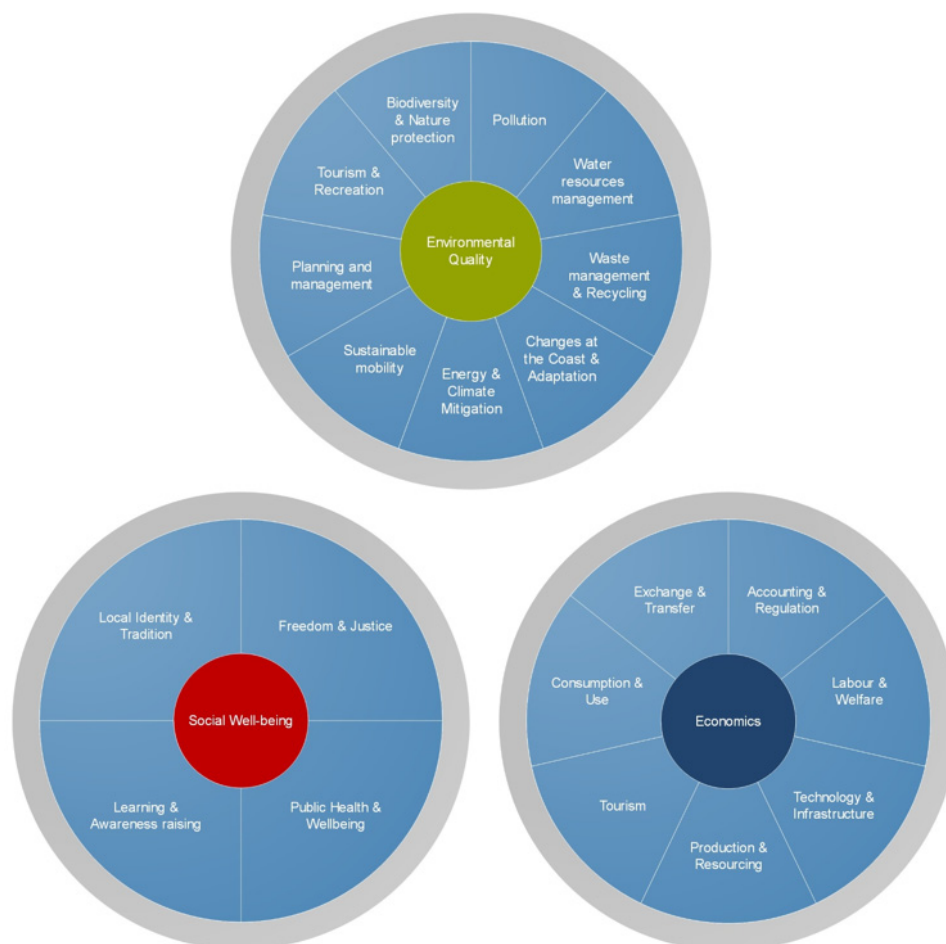 Biodiversity
& Nature
protection
Pollution
Tourism &
Recreation
Water
resources
management
Environmental
Quality
Planning and
management
Waste
management
& Recycling
Sustainable
mobility
Energy &
Climate
Mitigation
Changes at
the Coast &
Adaptation
Local Identity &
Tradition
Freedom & Justice
Social Well-being
Learning &
Awareness raising
Public Health &
Wellbeing
Exchange &
Transfer
Accounting &
Regulation
Consumption &
Use
Labour &
Welfare
Economics
Tourism
Technology &
Infrastructure
Production &
Resourcing